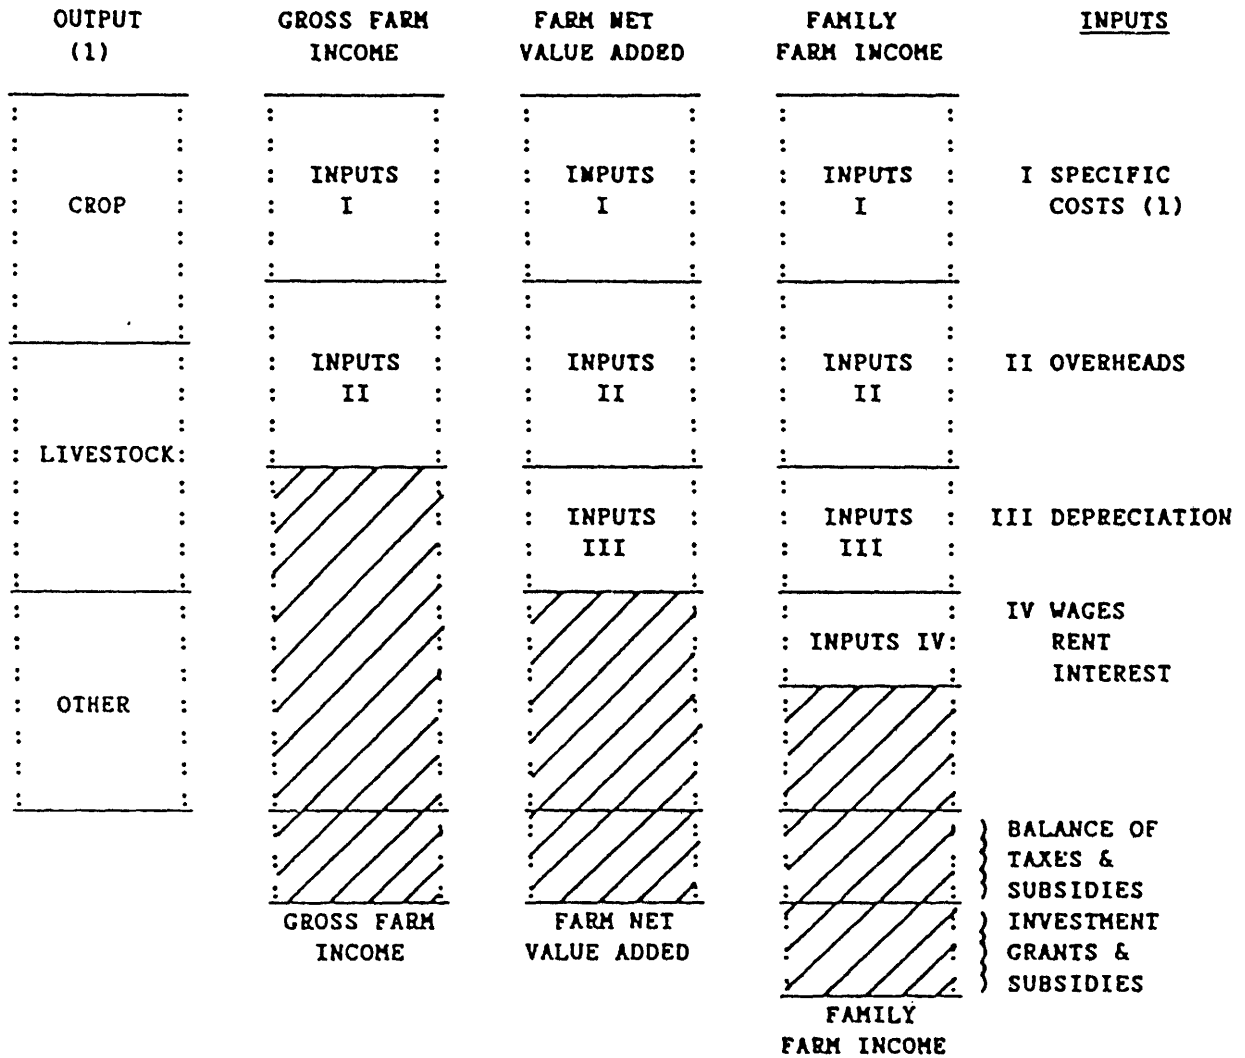 OUTPUT
(1)
GROSS FARM
INCOME
FARM NET
VALUE ADDED
FAMILY
FARM INCOME
INPUTS
CROP
INPUTS
I
INPUTS
I
INPUTS
I
I SPECIFIC
COSTS (1)
INPUTS
II
INPUTS
II
INPUTS
II
II OVERHEADS
LIVESTOCK
INPUTS
III
INPUTS
III
III DEPRECIATION
INPUTS IV
IV WAGES
RENT
INTEREST
OTHER
BALANCE OF
TAXES &
SUBSIDIES
GROSS FARM
INCOME
FARM NET
VALUE ADDED
INVESTMENT
GRANTS &
SUBSIDIES
FAMILY
FARM INCOME